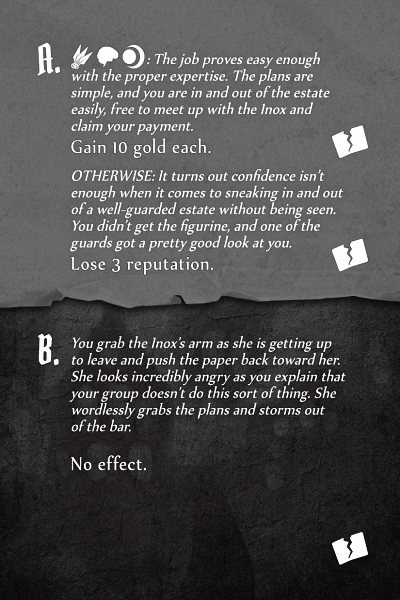 A. : The job proves easy enough
with the proper expertise. The plans are
simple, and you are in and out of the estate
easily, free to meet up with the Inox and
claim your payment.
Gain 10 gold each.
OTHERWISE: It turns out confidence isn't
enough when it comes to sneaking in and out
of a well-guarded estate without being seen.
You didn't get the figurine, and one of the
guards got a pretty good look at you.
Lose 3 reputation.
B. You grab the Inox's arm as she is getting up
to leave and push the paper back toward her.
She looks incredibly angry as you explain that
your group doesn't do this sort of thing. She
wordlessly grabs the plans and storms out
of the bar.
No effect.